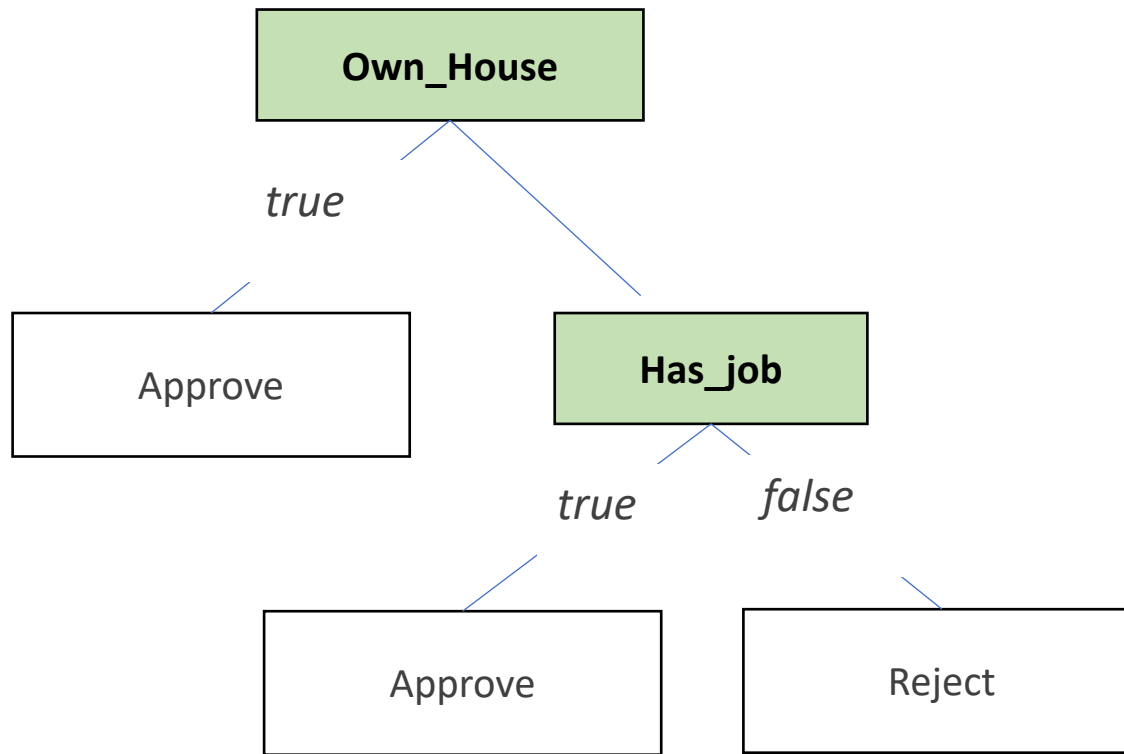 Own_House
true
Approve
Has_job
true
false
Approve
Reject